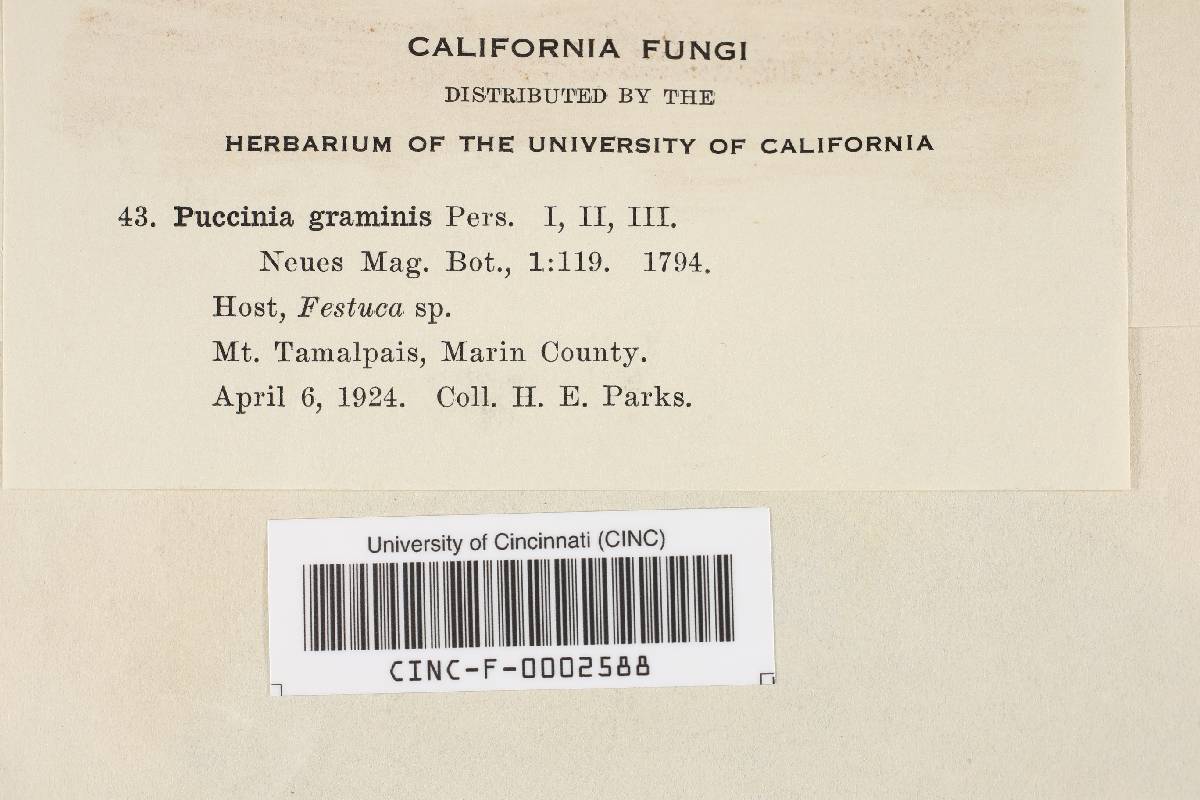 CALIFORNIA FUNGI
DISTRIBUTED BY THE
HERBARIUM OF THE UNIVERSITY OF CALIFORNIA
43. Puccinia graminis Pers. I, II, III.
Neues Mag. Bot., 1:119. 1794.
Host, Festuca sp.
Mt. Tamalpais, Marin County.
April 6, 1924. Coll. H. E. Parks.
University of Cincinnati (CINC)
CINC-F-0002588